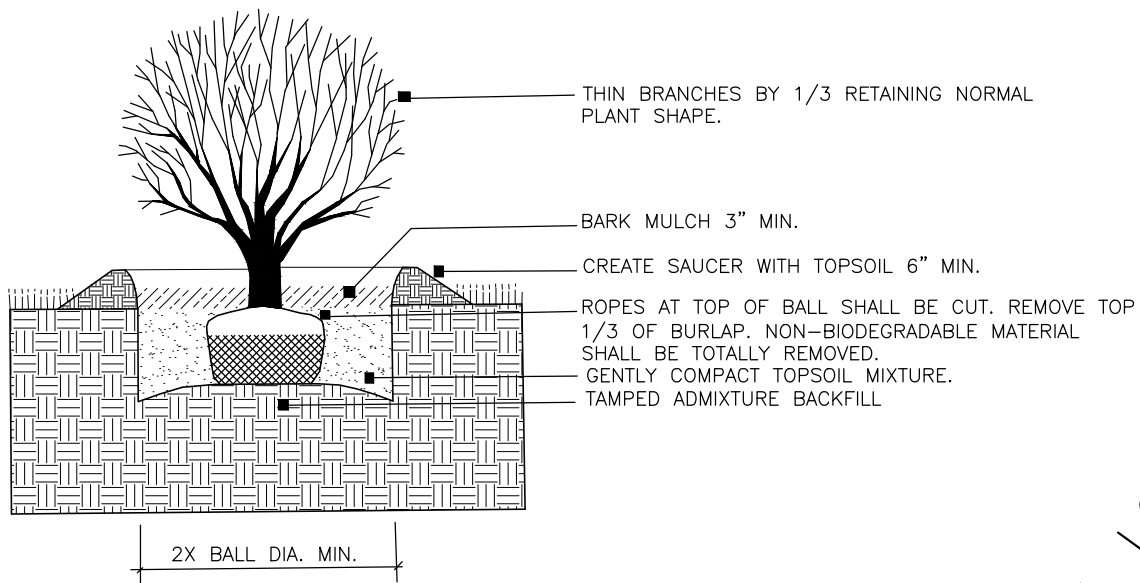 THIN BRANCHES BY 1/3 RETAINING NORMAL
PLANT SHAPE.
BARK MULCH 3" MIN.
CREATE SAUCER WITH TOPSOIL 6" MIN.
ROPES AT TOP OF BALL SHALL BE CUT. REMOVE TOP
1/3 OF BURLAP. NON-BIODEGRADABLE MATERIAL
SHALL BE TOTALLY REMOVED.
GENTLY COMPACT TOPSOIL MIXTURE.
TAMPED ADMIXTURE BACKFILL
2X BALL DIA. MIN.